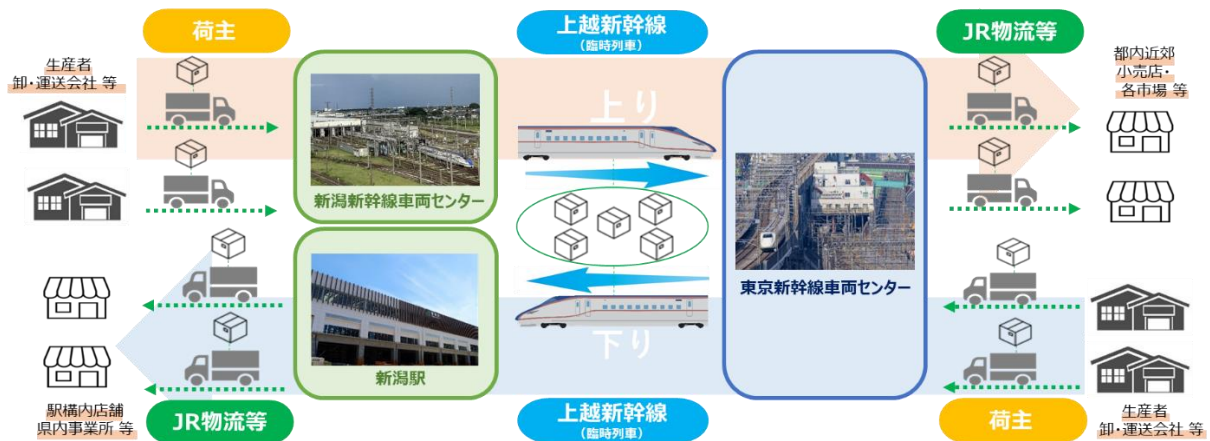 荷主
上越新幹線
(臨時列車)
JR物流等
生産者
卸・運送会社 等
都内近郊
小売店・
各市場 等
上り
新潟新幹線車両センター
東京新幹線車両センター
下り
新潟駅
駅構内店舗
県内事業所 等
JR物流等
上越新幹線
(臨時列車)
荷主
生産者
卸・運送会社 等